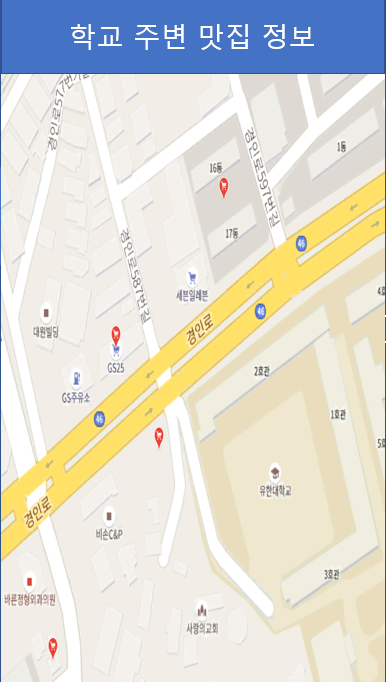 학교 주변 맛집 정보
경인로577번길
경인로597번길
1동
16동
17동
경인로587번길
46
세븐일레븐
46
대원빌딩
경인로
GS25
GS주유소
2호관
46
1호관
유한대학교
경인로
비손C&P
3호관
바른정형외과의원
사랑의교회